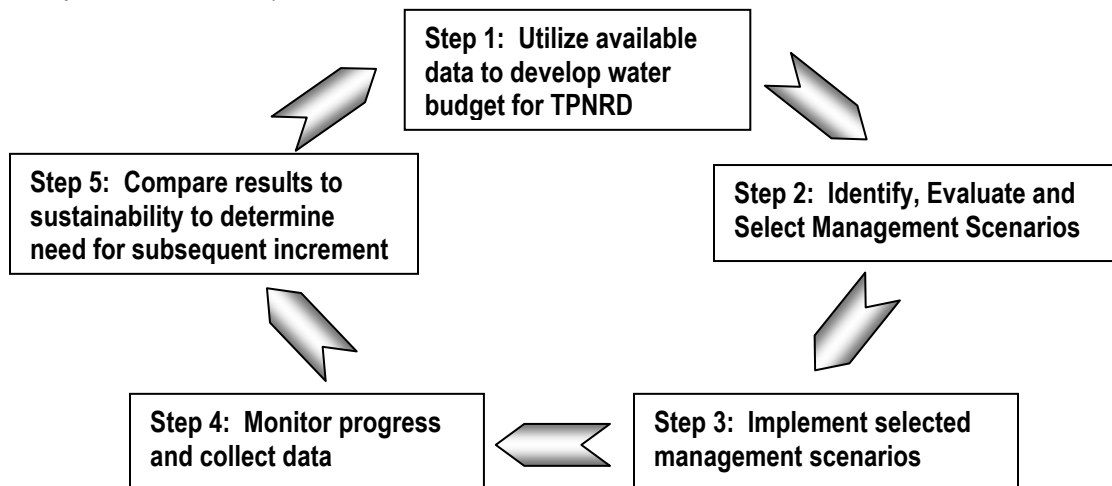 Step 1: Utilize available
data to develop water
budget for TPNRD
Step 2: Identify, Evaluate and
Select Management Scenarios
Step 3: Implement selected
management scenarios
Step 4: Monitor progress
and collect data
Step 5: Compare results to
sustainability to determine
need for subsequent increment